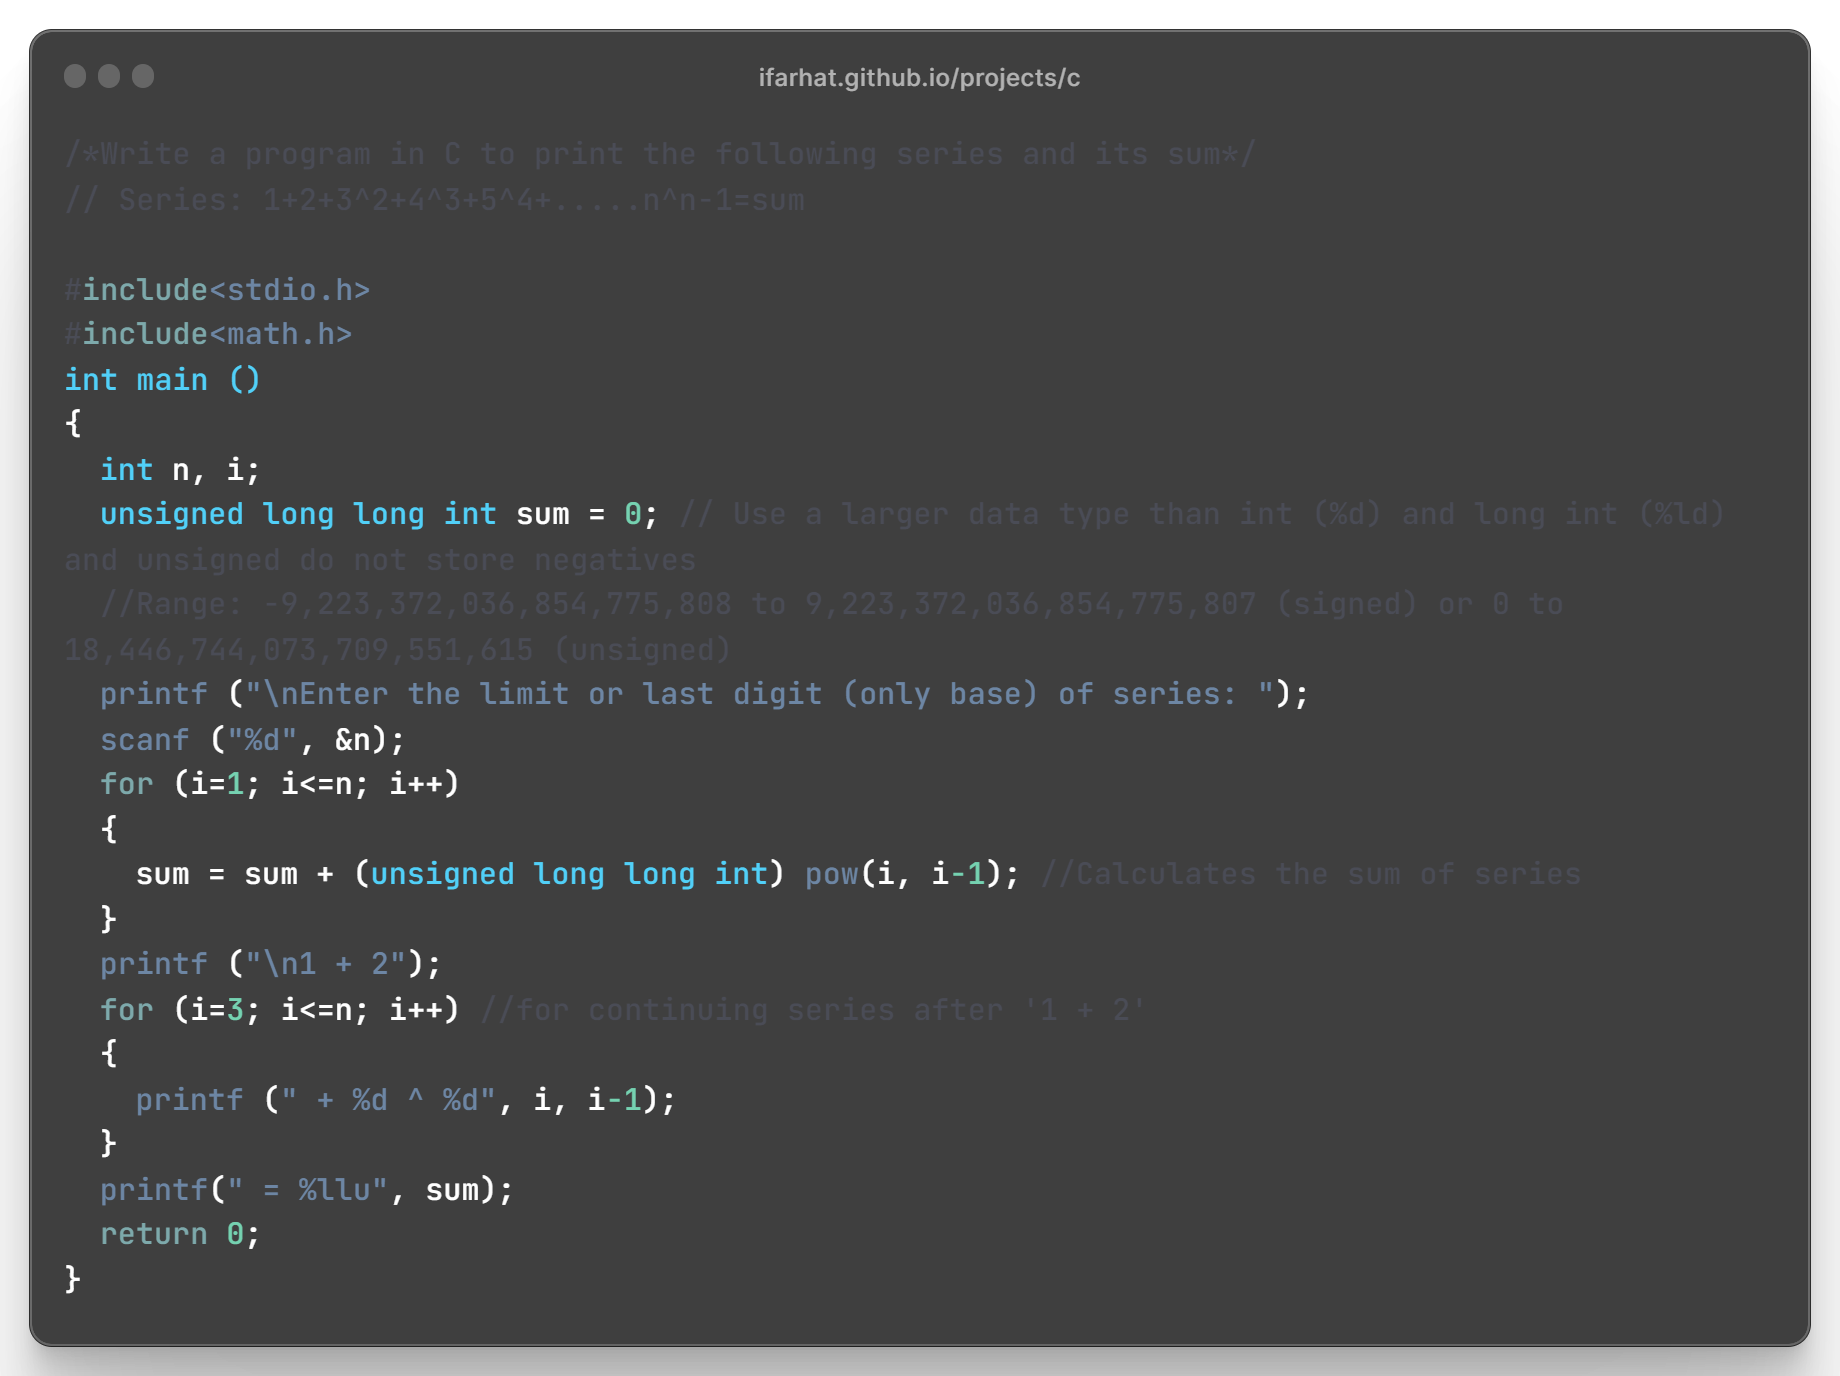 ifarhat.github.io/projects/c
/*Write a program in C to print the following series and its sum*/
// Series: 1+2+3^2+4^3+5^4+.....n^n-1=sum
#include<stdio.h>
#include<math.h>
int main ()
{
  int n, i;
  unsigned long long int sum = 0; // Use a larger data type than int (%d) and long int (%ld)
and unsigned do not store negatives
  //Range: -9,223,372,036,854,775,808 to 9,223,372,036,854,775,807 (signed) or 0 to
18,446,744,073,709,551,615 (unsigned)
  printf ("\nEnter the limit or last digit (only base) of series: ");
  scanf ("%d", &n);
  for (i=1; i<=n; i++)
  {
    sum = sum + (unsigned long long int) pow(i, i-1); //Calculates the sum of series
  }
  printf ("\n1 + 2");
  for (i=3; i<=n; i++) //for continuing series after '1 + 2'
  {
    printf (" + %d ^ %d", i, i-1);
  }
  printf(" = %llu", sum);
  return 0;
}